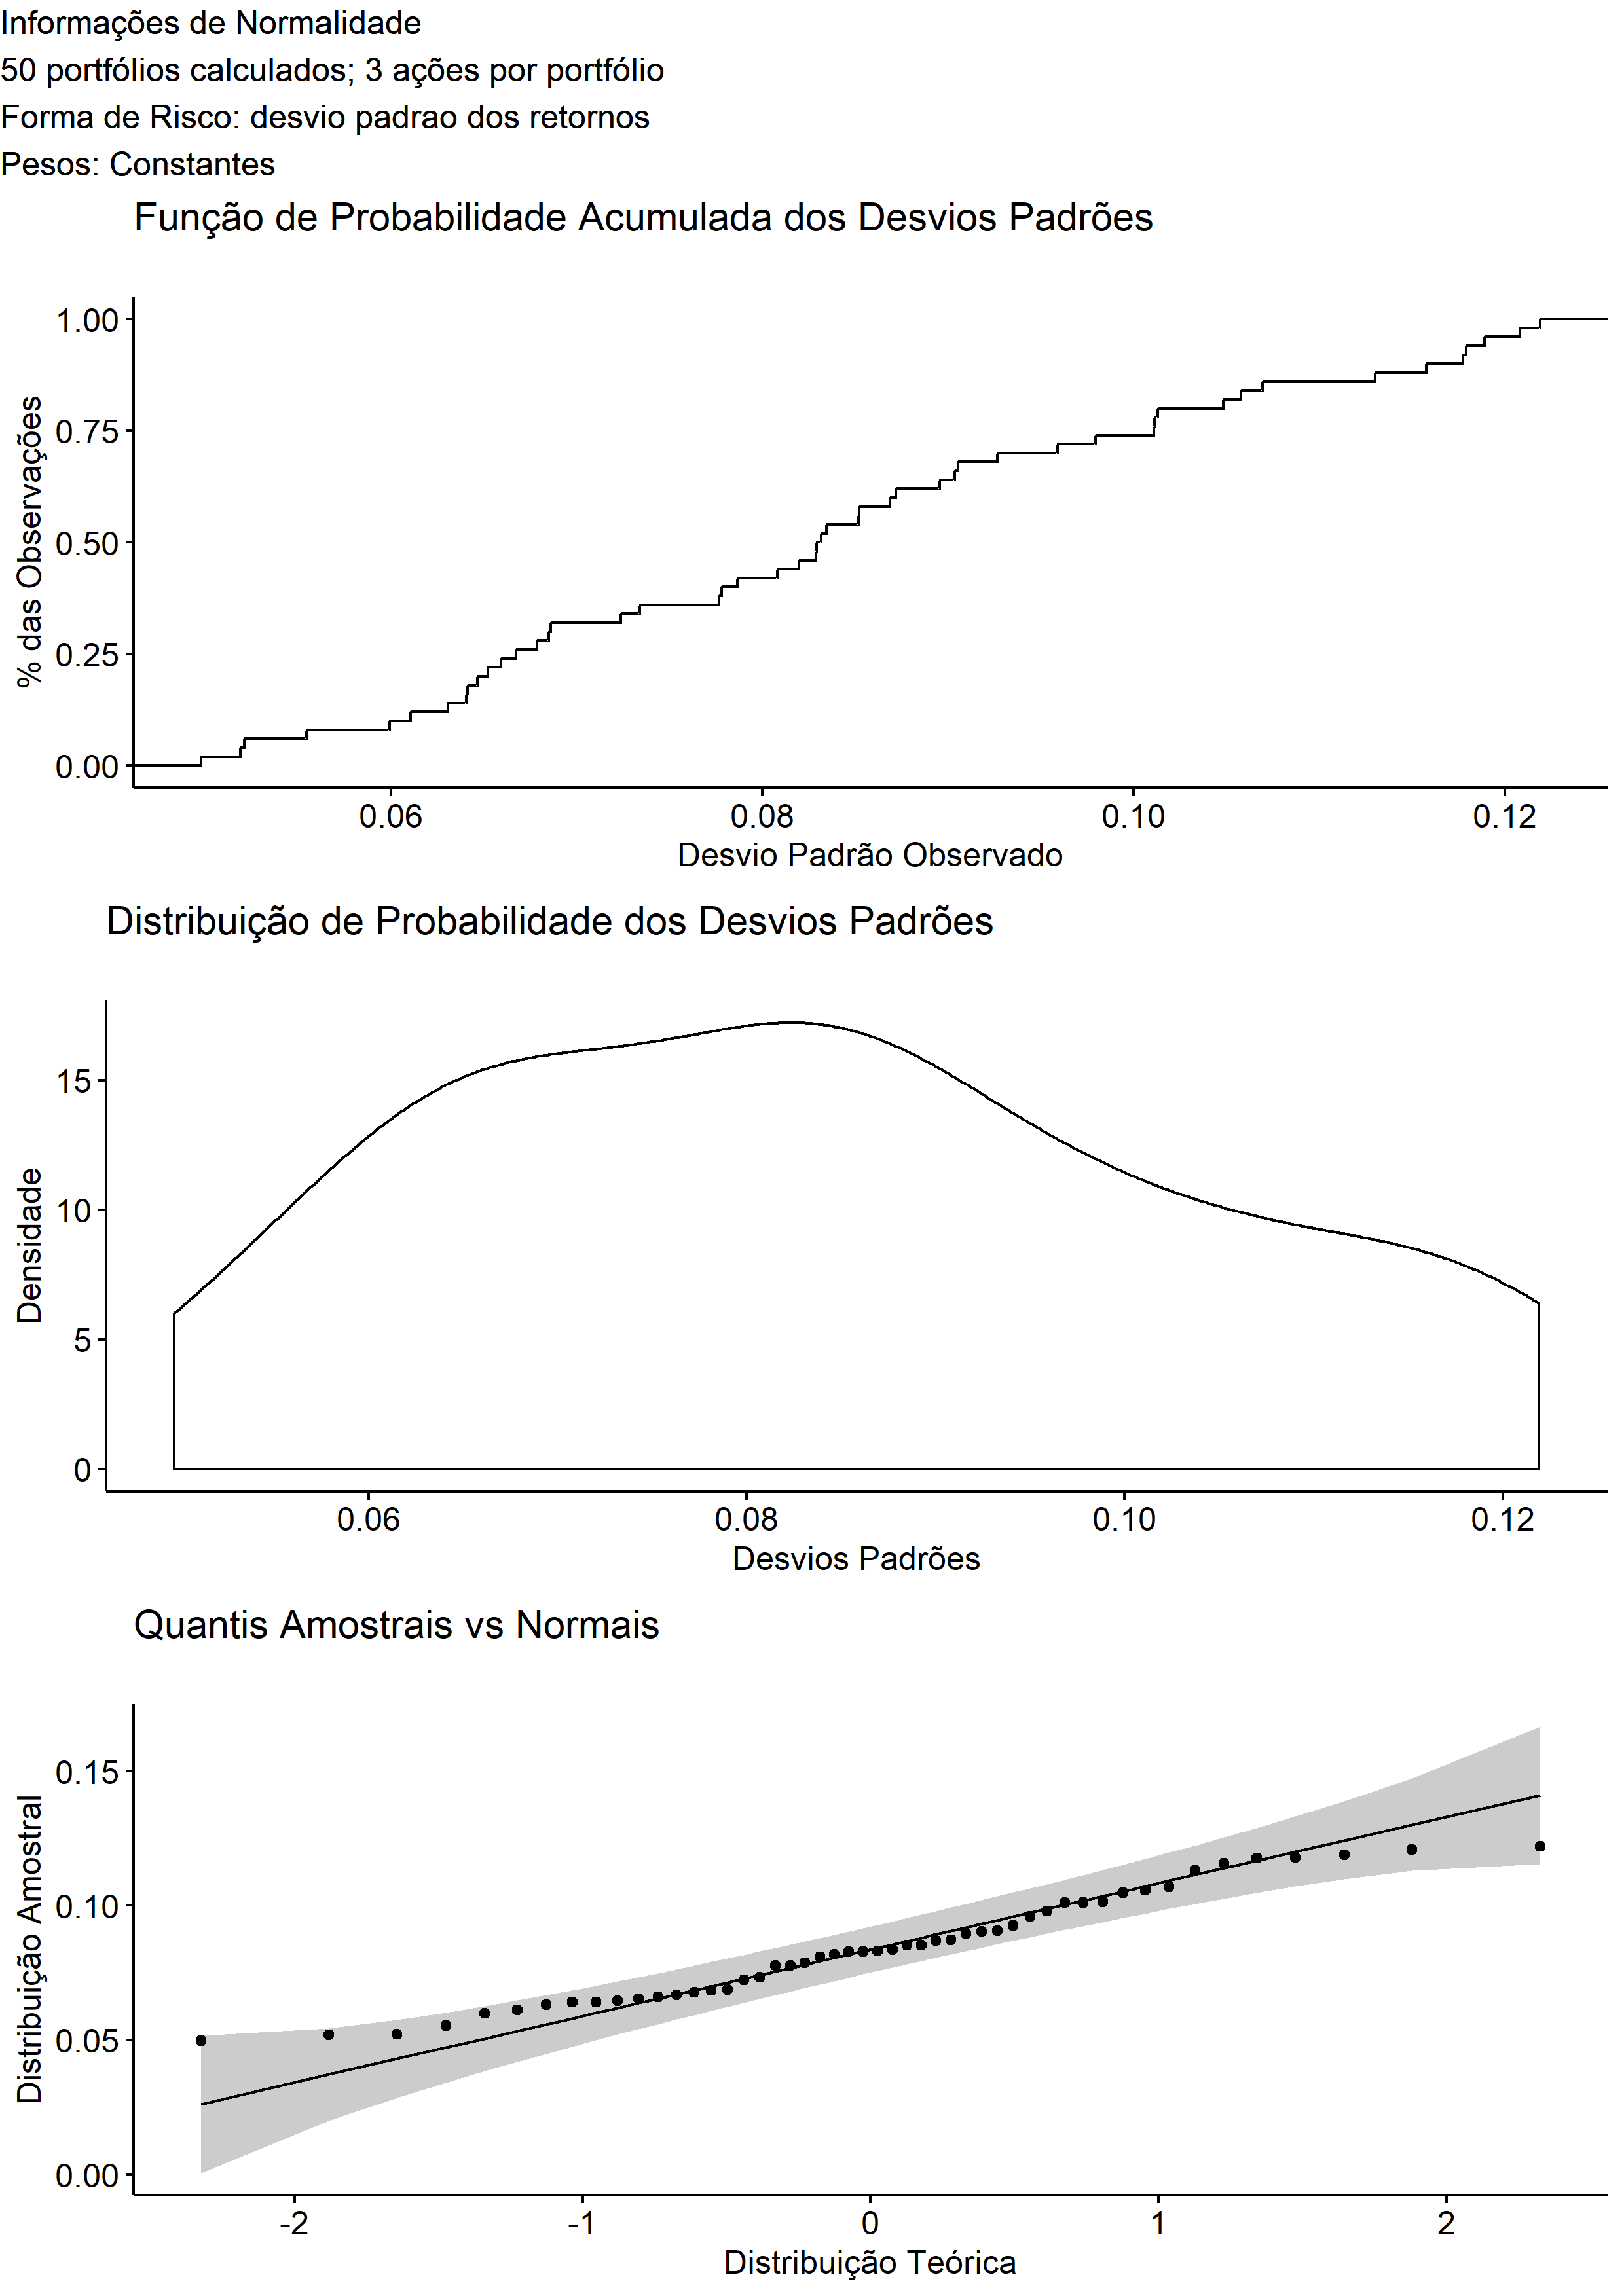 Informações de Normalidade
50 portfólios calculados; 3 ações por portfólio
Forma de Risco: desvio padrao dos retornos
Pesos: Constantes
Função de Probabilidade Acumulada dos Desvios Padrões
% das Observações
1.00
0.75
0.50
0.25
0.00
0.06 0.08 0.10 0.12
Desvio Padrão Observado
Distribuição de Probabilidade dos Desvios Padrões
Densidade
15
10
5
0
0.06 0.08 0.10 0.12
Desvios Padrões
Quantis Amostrais vs Normais
Distribuição Amostral
0.15
0.10
0.05
0.00
-2 -1 0 1 2
Distribuição Teórica